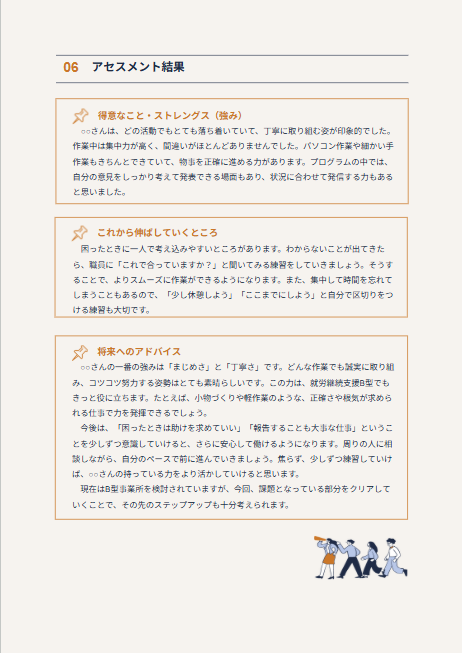 06 アセスメント結果
得意なこと・ストレングス（強み）
○○さんは、どの活動でもとても落ち着いていて、丁寧に取り組む姿が印象的でした。
作業中は集中力が高く、間違いがほとんどありませんでした。パソコン作業や細かい手
作業もきちんとできていて、物事を正確に進める力があります。プログラムの中では、
自分の意見をしっかり考えて発表できる場面もあり、状況に合わせて発信する力もある
と思いました。
これから伸ばしていくところ
困ったときに一人で考え込みやすいところがあります。わからないことが出てきた
ら、職員に「これで合っていますか？」と聞いてみる練習をしていきましょう。そうす
ることで、よりスムーズに作業ができるようになります。また、集中して時間を忘れて
しまうこともあるので、「少し休憩しよう」「ここまでにしよう」と自分で区切りをつ
ける練習も大切です。
将来へのアドバイス
○○さんの一番の強みは「まじめさ」と「丁寧さ」です。どんな作業でも誠実に取り組
み、コツコツ努力する姿勢はとても素晴らしいです。この力は、就労継続支援B型でも
きっと役に立ちます。たとえば、小物づくりや軽作業のような、正確さや根気が求めら
れる仕事で力を発揮できるでしょう。
今後は、「困ったときは助けを求めていい」「報告することも大事な仕事」というこ
とを少しずつ意識していけると、さらに安心して働けるようになります。周りの人に相
談しながら、自分のペースで前に進んでいきましょう。焦らず、少しずつ練習していけ
ば、○○さんの持っている力をより活かしていけると思います。
現在はB型事業所を検討されていますが、今回、課題となっている部分をクリアして
いくことで、その先のステップアップも十分考えられます。